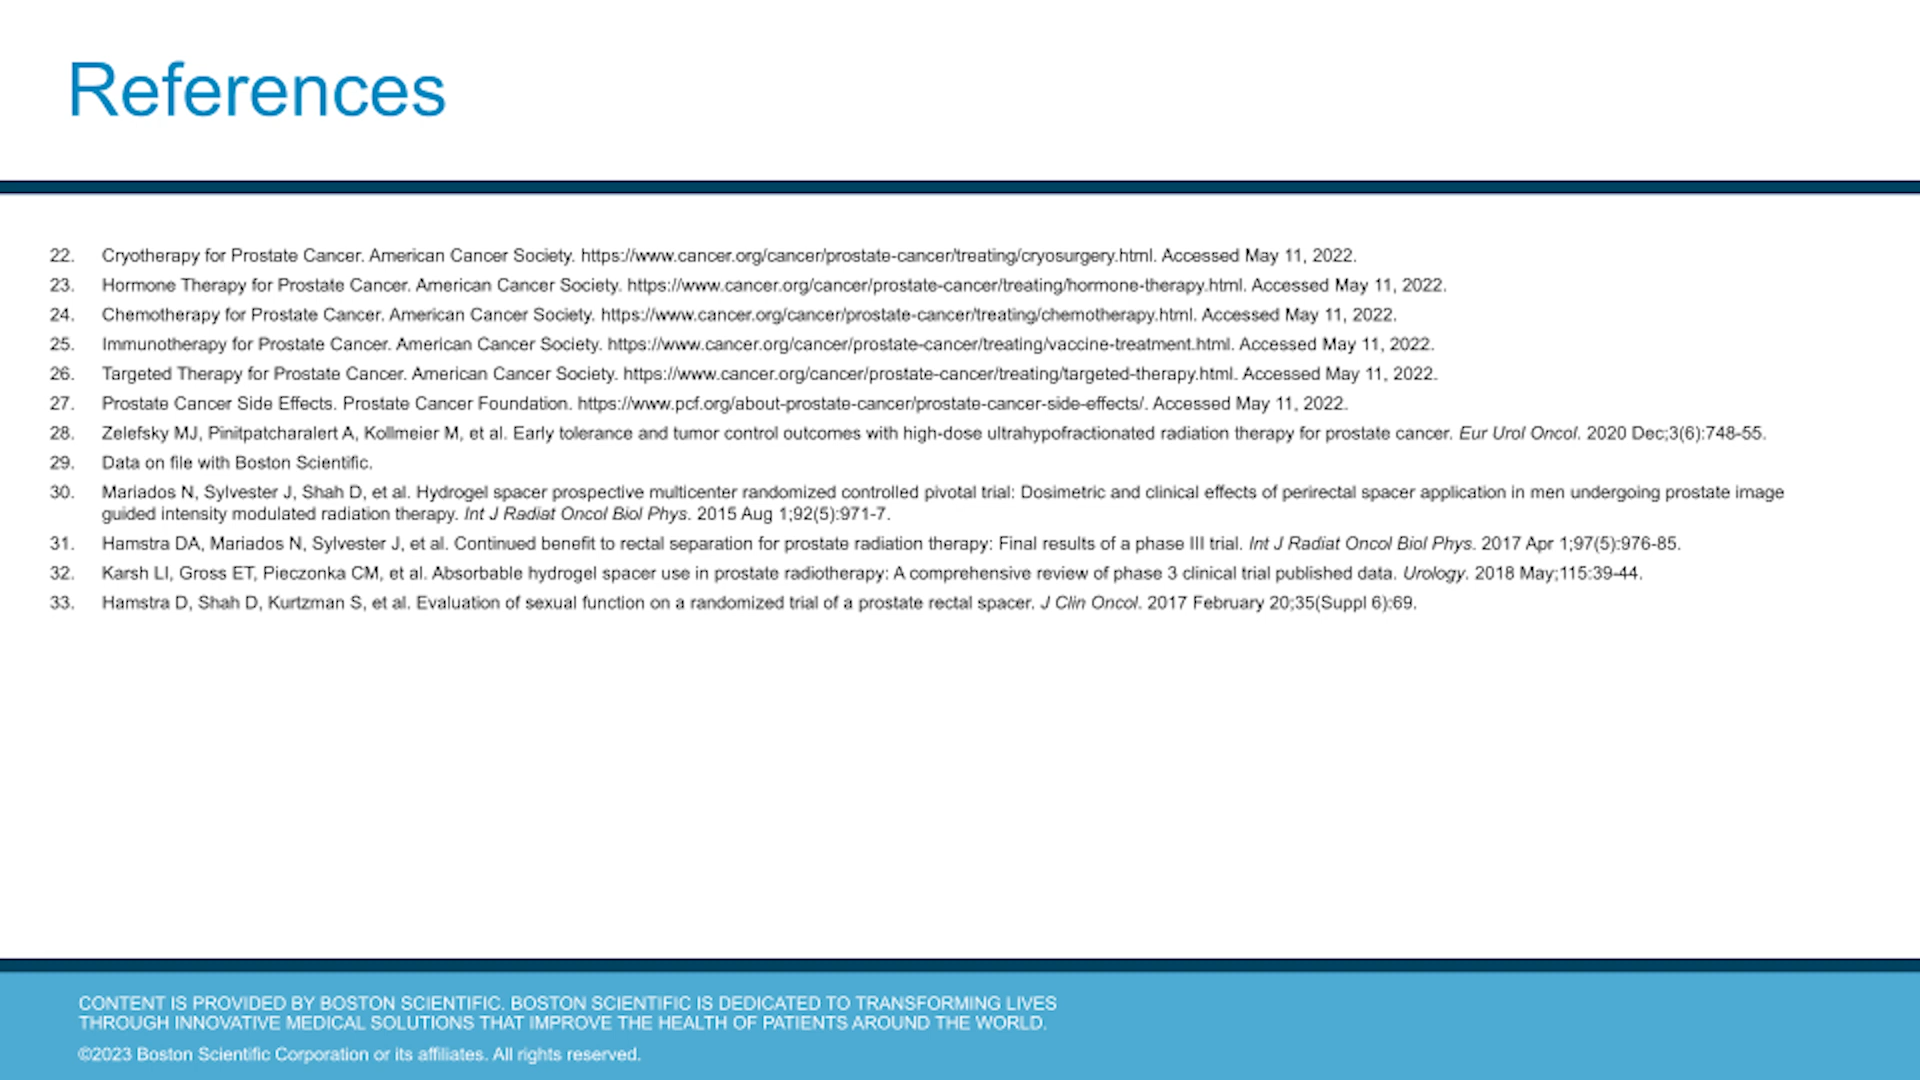 References
22. Cryotherapy for Prostate Cancer. American Cancer Society. https://www.cancer.org/cancer/prostate-cancer/treating/cryosurgery.html. Accessed May 11, 2022.
23. Hormone Therapy for Prostate Cancer. American Cancer Society. https://www.cancer.org/cancer/prostate-cancer/treating/hormone-therapy.html. Accessed May 11, 2022.
24. Chemotherapy for Prostate Cancer. American Cancer Society. https://www.cancer.org/cancer/prostate-cancer/treating/chemotherapy.html. Accessed May 11, 2022.
25. Immunotherapy for Prostate Cancer. American Cancer Society. https://www.cancer.org/cancer/prostate-cancer/treating/vaccine-treatment.html. Accessed May 11, 2022.
26. Targeted Therapy for Prostate Cancer. American Cancer Society. https://www.cancer.org/cancer/prostate-cancer/treating/targeted-therapy.html. Accessed May 11, 2022.
27. Prostate Cancer Side Effects. Prostate Cancer Foundation. https://www.pcf.org/about-prostate-cancer/prostate-cancer-side-effects/. Accessed May 11, 2022.
28. Zelefsky MJ, Pinitpatcharalert A, Kollmeier M, et al. Early tolerance and tumor control outcomes with high-dose ultrahypofractionated radiation therapy for prostate cancer. Eur Urol Oncol. 2020 Dec;3(6):748-55.
29. Data on file with Boston Scientific.
30. Mariados N, Sylvester J, Shah D, et al. Hydrogel spacer prospective multicenter randomized controlled pivotal trial: Dosimetric and clinical effects of perirectal spacer application in men undergoing prostate image
guided intensity modulated radiation therapy. Int J Radiat Oncol Biol Phys. 2015 Aug 1;92(5):971-7.
31. Hamstra DA, Mariados N, Sylvester J, et al. Continued benefit to rectal separation for prostate radiation therapy: Final results of a phase III trial. Int J Radiat Oncol Biol Phys. 2017 Apr 1;97(5):976-85.
32. Karsh LI, Gross ET, Pieczonka CM, et al. Absorbable hydrogel spacer use in prostate radiotherapy: A comprehensive review of phase 3 clinical trial published data. Urology. 2018 May;115:39-44.
33. Hamstra D, Shah D, Kurtzman S, et al. Evaluation of sexual function on a randomized trial of a prostate rectal spacer. J Clin Oncol. 2017 February 20;35(Suppl 6):69.
CONTENT IS PROVIDED BY BOSTON SCIENTIFIC. BOSTON SCIENTIFIC IS DEDICATED TO TRANSFORMING LIVES
THROUGH INNOVATIVE MEDICAL SOLUTIONS THAT IMPROVE THE HEALTH OF PATIENTS AROUND THE WORLD.
©2023 Boston Scientific Corporation or its affiliates. All rights reserved.